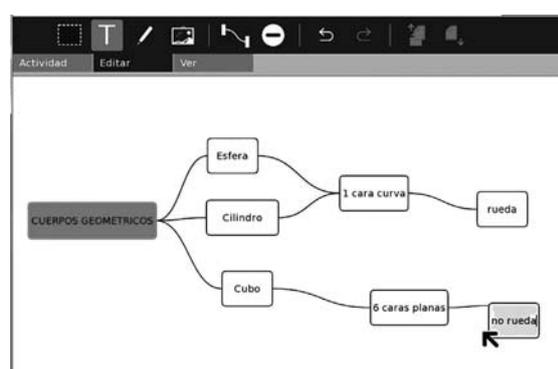 Actividad
Editar
Ver
Esfera
CUERPOS GEOMETRICOS
Cilindro
1 cara curva
rueda
Cubo
6 caras planas
no rueda